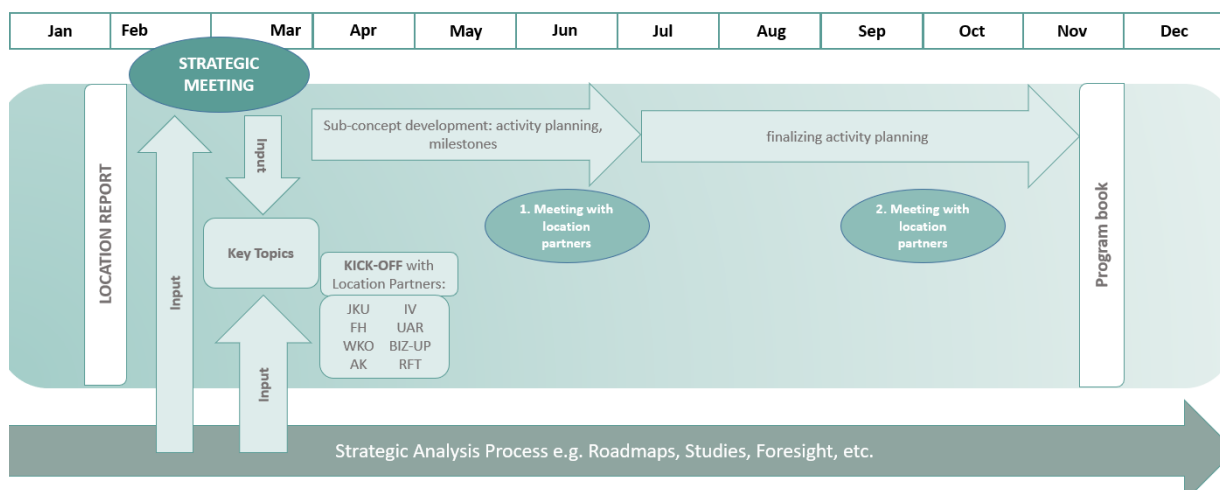 Jan Feb Mar Apr May Jun Jul Aug Sep Oct Nov Dec
STRATEGIC
MEETING
LOCATION REPORT
Input
Input
Key Topics
Input
Sub-concept development: activity planning,
milestones
finalizing activity planning
1. Meeting with
location
partners
2. Meeting with
location
partners
KICK-OFF with
Location Partners:
JKU IV
FH UAR
WKO BIZ-UP
AK RFT
Program book
Strategic Analysis Process e.g. Roadmaps, Studies, Foresight, etc.